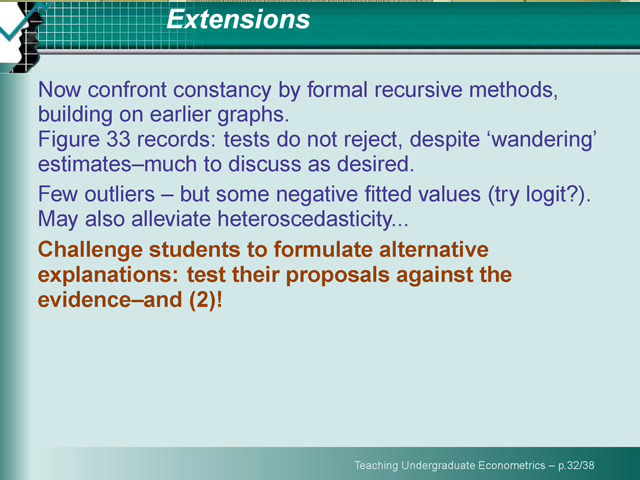 Extensions
Now confront constancy by formal recursive methods,
building on earlier graphs.
Figure 33 records: tests do not reject, despite ‘wandering’
estimates–much to discuss as desired.
Few outliers – but some negative fitted values (try logit?).
May also alleviate heteroscedasticity...
Challenge students to formulate alternative
explanations: test their proposals against the
evidence–and (2)!
Teaching Undergraduate Econometrics – p.32/38